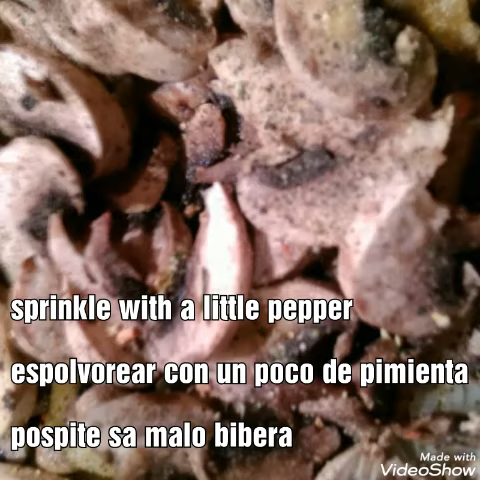 sprinkle with a little pepper
espolvorear con un poco de pimienta
pospite sa malo bibera
Made with
VideoShow